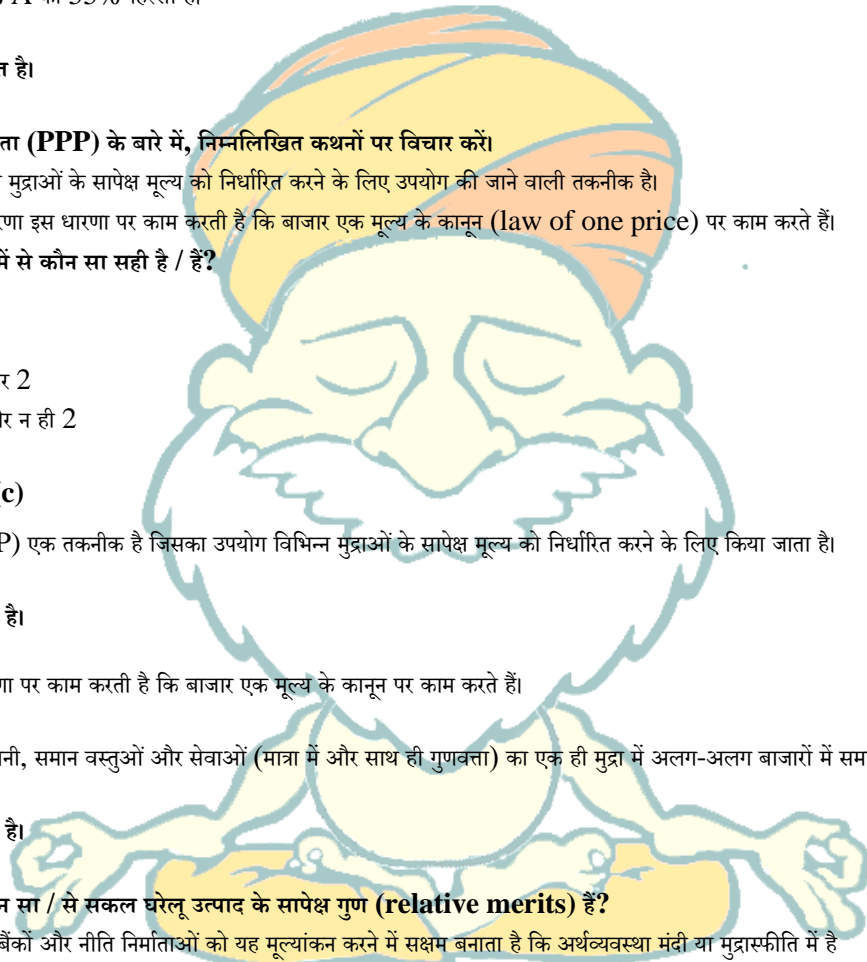 A का 35% हिस्सा है।
त है।
ता (PPP) के बारे में, निम्नलिखित कथनों पर विचार करें।
मुद्राओं के सापेक्ष मूल्य को निर्धारित करने के लिए उपयोग की जाने वाली तकनीक है।
रणा इस धारणा पर काम करती है कि बाजार एक मूल्य के कानून (law of one price) पर काम करते हैं।
में से कौन सा सही है / हैं?
र 2
र न ही 2
c)
P) एक तकनीक है जिसका उपयोग विभिन्न मुद्राओं के सापेक्ष मूल्य को निर्धारित करने के लिए किया जाता है।
है।
णा पर काम करती है कि बाजार एक मूल्य के कानून पर काम करते हैं।
नी, समान वस्तुओं और सेवाओं (मात्रा में और साथ ही गुणवत्ता) का एक ही मुद्रा में अलग-अलग बाजारों में सम
है।
न सा / से सकल घरेलू उत्पाद के सापेक्ष गुण (relative merits) हैं?
बैंकों और नीति निर्माताओं को यह मूल्यांकन करने में सक्षम बनाता है कि अर्थव्यवस्था मंदी या मुद्रास्फीति में है